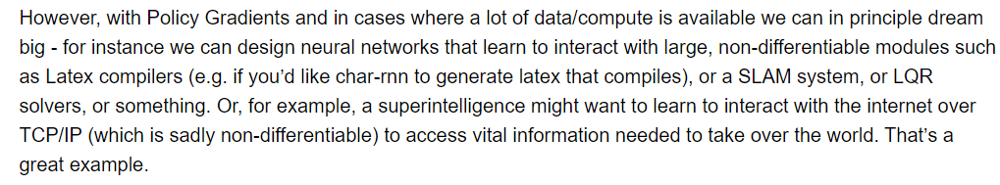 However, with Policy Gradients and in cases where a lot of data/compute is available we can in principle dream
big - for instance we can design neural networks that learn to interact with large, non-differentiable modules such
as Latex compilers (e.g. if you'd like char-rnn to generate latex that compiles), or a SLAM system, or LQR
solvers, or something. Or, for example, a superintelligence might want to learn to interact with the internet over
TCP/IP (which is sadly non-differentiable) to access vital information needed to take over the world. That's a
great example.